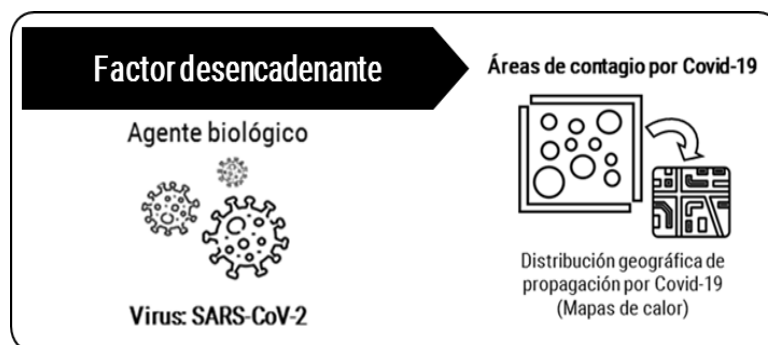 Factor desencadenante
Agente biológico
Virus: SARS-CoV-2
Áreas de contagio por Covid-19
Distribución geográfica de
propagación por Covid-19
(Mapas de calor)